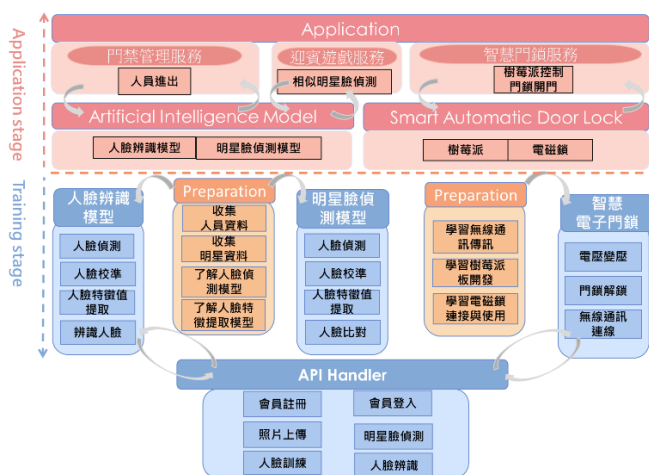 Application stage
Training stage
Application
門禁管理服務
人員進出
迎賓遊戲服務
相似明星臉偵測
智慧門鎖服務
樹莓派控制
門鎖開門
Artificial Intelligence Model
人臉辨識模型
明星臉偵測模型
Smart Automatic Door Lock
樹莓派
電磁鎖
人臉辨識
模型
人臉偵測
人臉校準
人臉特徵值
提取
辨識人臉
Preparation
收集
人員資料
收集
明星資料
了解人臉偵
測模型
了解人臉特
徵提取模型
明星臉偵
測模型
人臉偵測
人臉校準
人臉特徵值
提取
人臉比對
Preparation
學習無線通
訊傳訊
學習樹莓派
板開發
學習電磁鎖
連接與使用
智慧
電子門鎖
電壓變壓
門鎖解鎖
無線通訊
連線
API Handler
會員註冊
會員登入
照片上傳
明星臉偵測
人臉訓練
人臉辨識